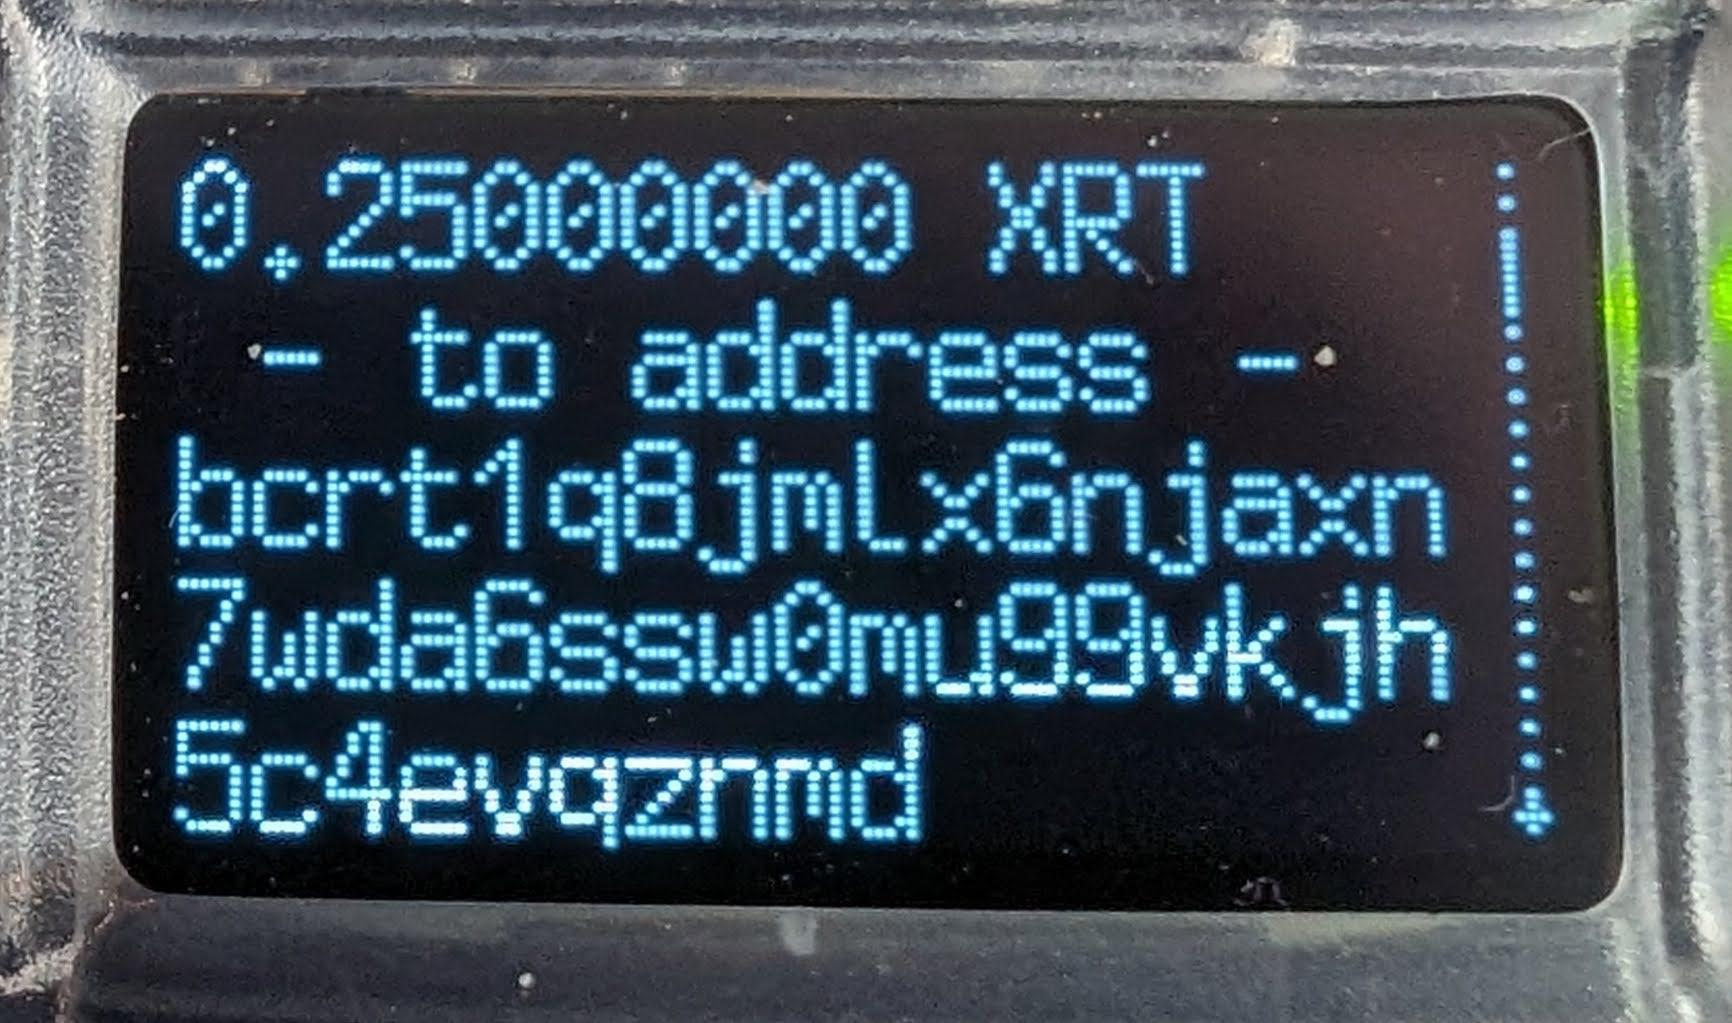 0.25000000 XRT
- to address -
bcrt1q8jmlx6njaxn
7wda6ssw0mu99vkjh
5c4evqznmd